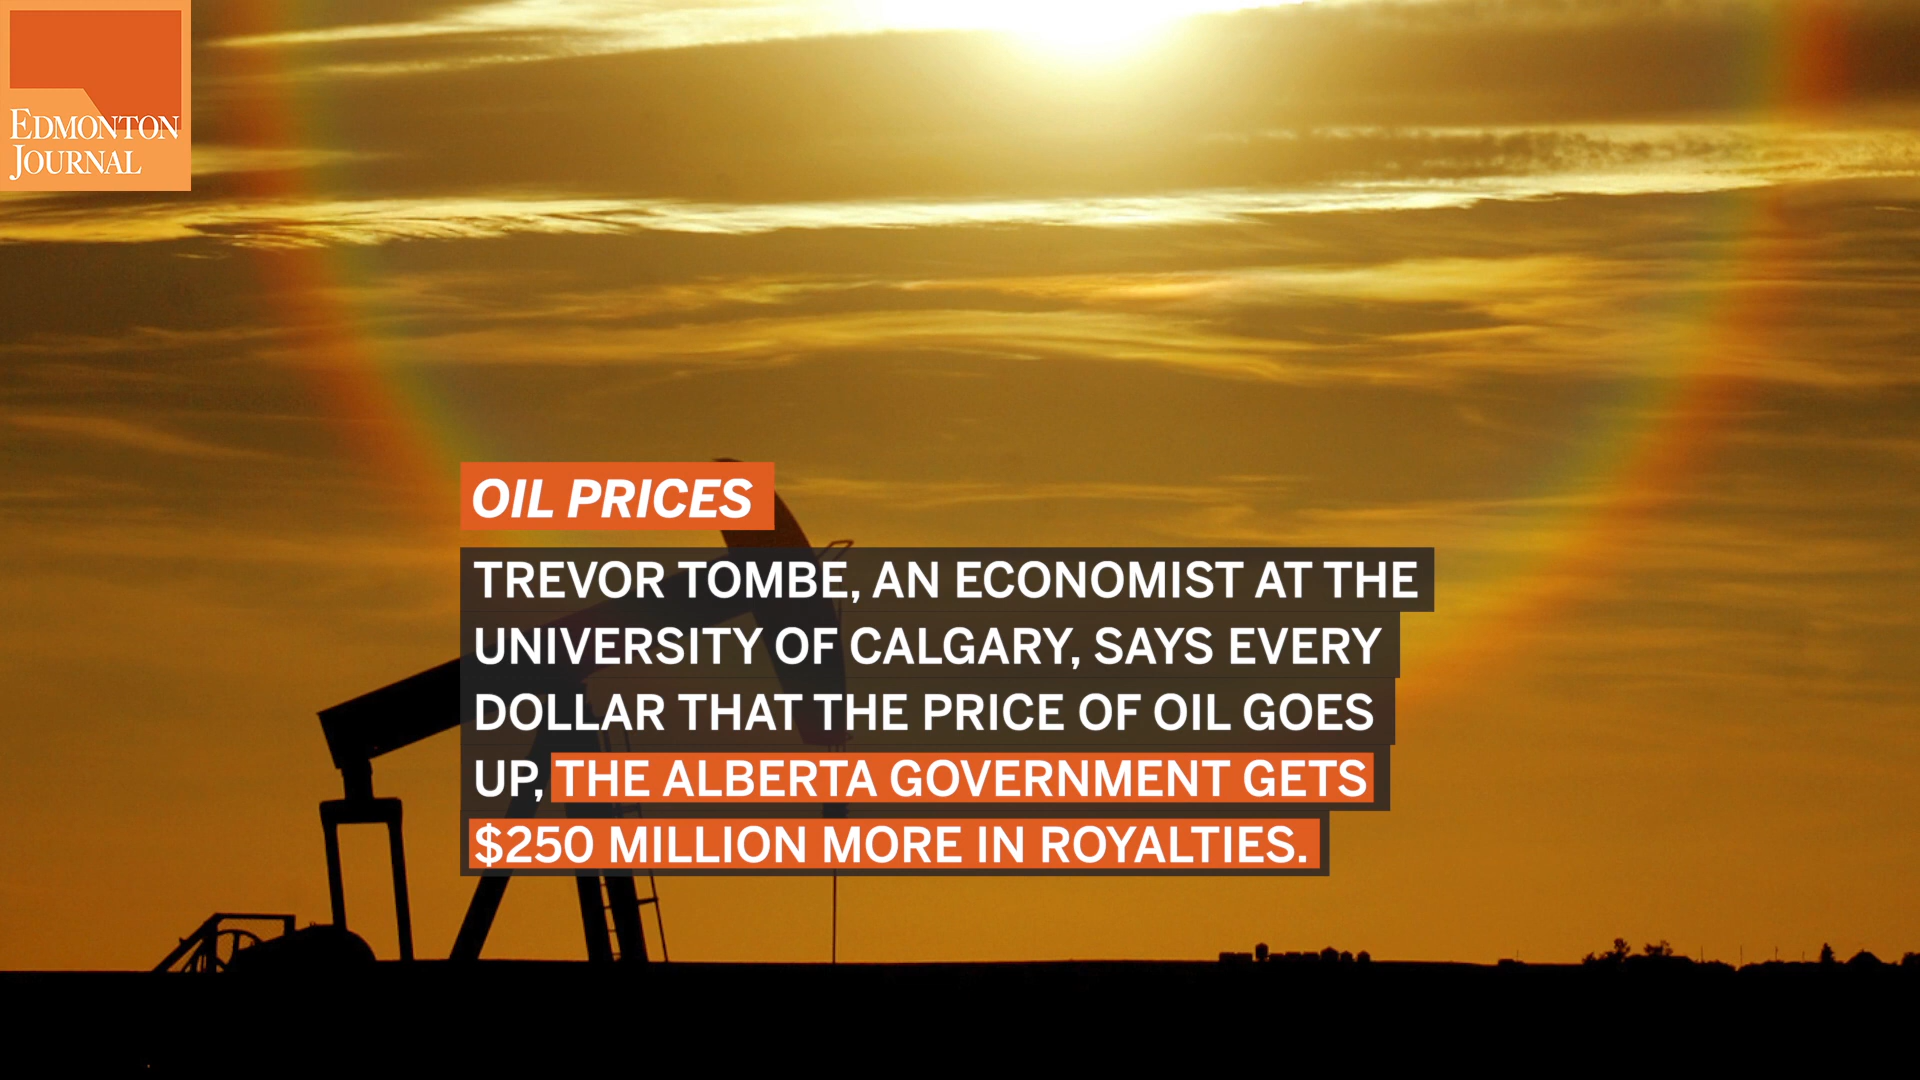 EDMONTON
JOURNAL
OIL PRICES
TREVOR TOMBE, AN ECONOMIST AT THE
UNIVERSITY OF CALGARY, SAYS EVERY
DOLLAR THAT THE PRICE OF OIL GOES
UP, THE ALBERTA GOVERNMENT GETS
$250 MILLION MORE IN ROYALTIES.